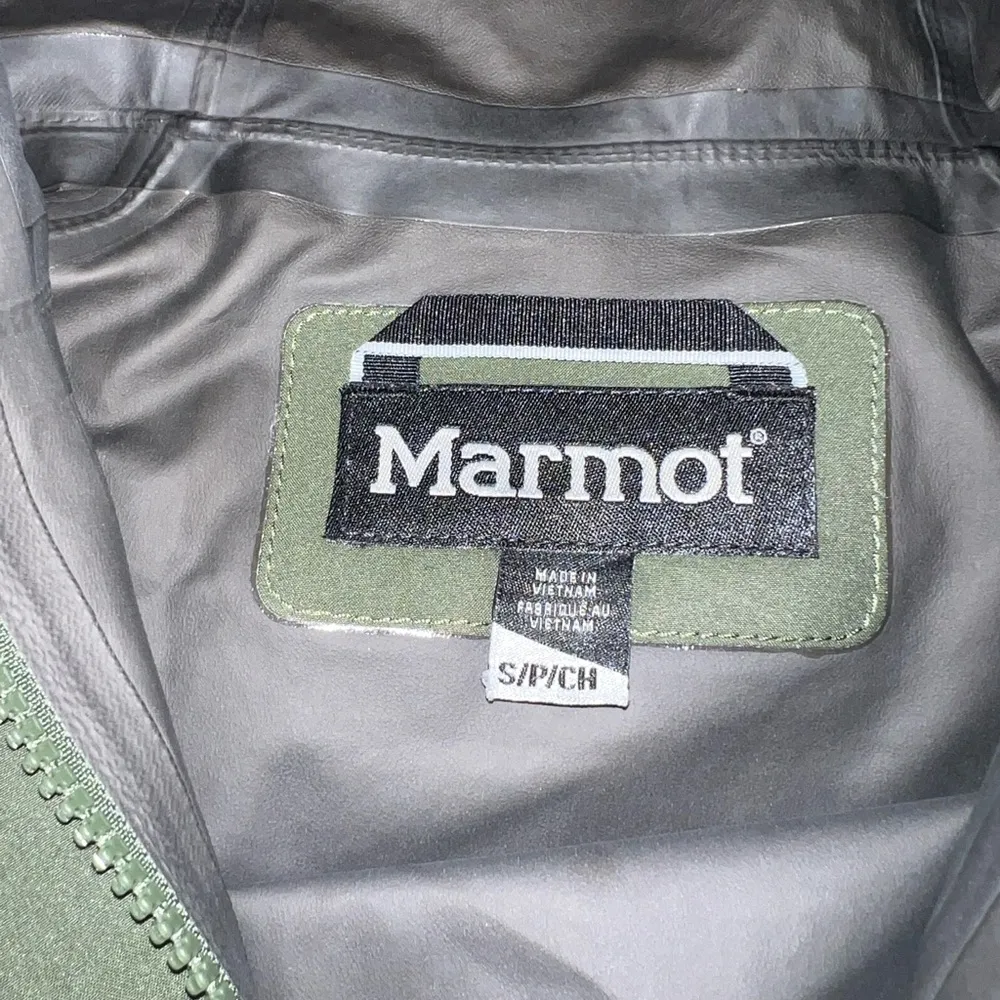 Marmot®
MADE IN
VIETNAM
FABRIQUÉ AU
VIETNAM
S/P/CH